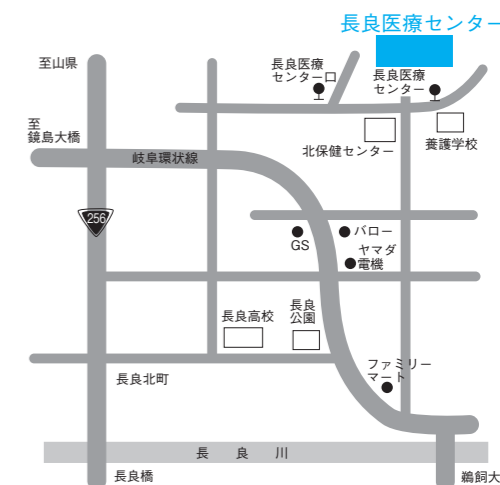 長良医療センター
至山県
長良医療
センター口
長良医療
センター
至
鏡島大橋
岐阜環状線
北保健センター
養護学校
256
GS
バロー
ヤマダ
電機
長良高校
長良
公園
ファミリー
マート
長良北町
長良川
長良橋
鵜飼大